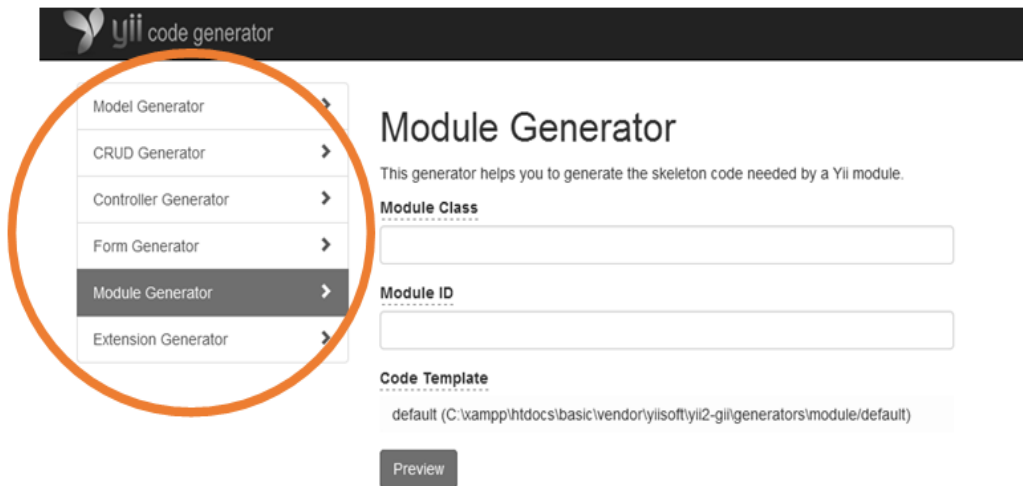 yii code generator
Model Generator
CRUD Generator
Controller Generator
Form Generator
Module Generator
Extension Generator
Module Generator
This generator helps you to generate the skeleton code needed by a Yii module.
Module Class
Module ID
Code Template
default (C:\xampp\htdocs\basic\vendor\yiisoft\yii2-gii\generators\module/default)
Preview